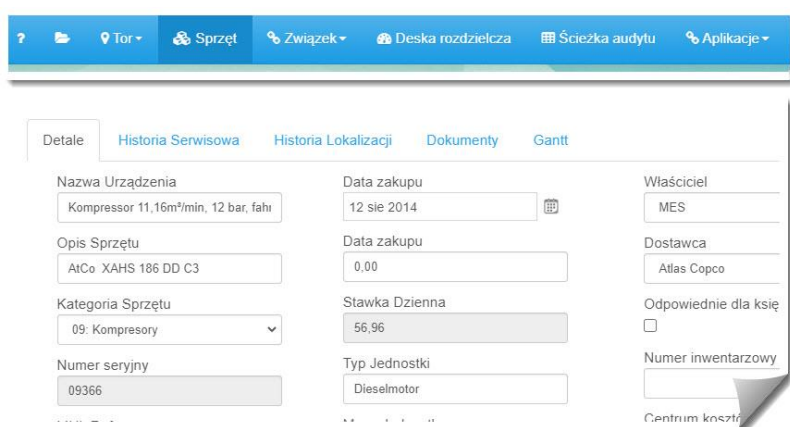 ? Tor Sprzęt Związek Deska rozdzielcza Ścieżka audytu Aplikacje
Detale Historia Serwisowa Historia Lokalizacji Dokumenty Gantt
Nazwa Urządzenia Data zakupu Właściciel
Kompressor 11,16m³/min, 12 bar, fahr 12 sie 2014 MES
Opis Sprzętu Data zakupu Dostawca
AtCo XAHS 186 DD C3 0,00 Atlas Copco
Kategoria Sprzętu Stawka Dzienna Odpowiednie dla księ
09: Kompresory 56,96
Numer seryjny Typ Jednostki Numer inwentarzowy
09366 Dieselmotor
Centrum